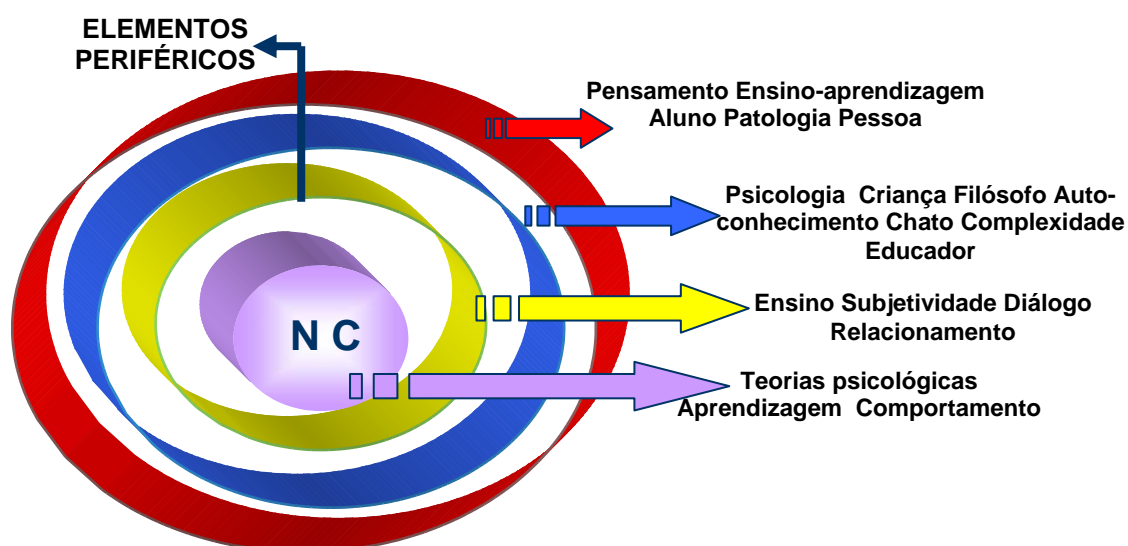 ELEMENTOS
PERIFÉRICOS
Pensamento Ensino-aprendizagem
Aluno Patologia Pessoa
Psicologia Criança Filósofo Auto-
conhecimento Chato Complexidade
Educador
Ensino Subjetividade Diálogo
Relacionamento
N C
Teorias psicológicas
Aprendizagem Comportamento